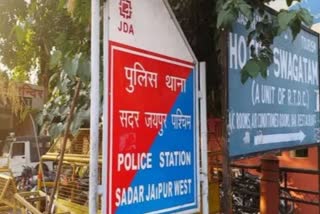 JDA
पुलिस थाना
सदर जयपुर पश्चिम
POLICE STATION
SADAR JAIPUR WEST
HOTEL SWAGATAM
(A UNIT OF R.T.D.C.)